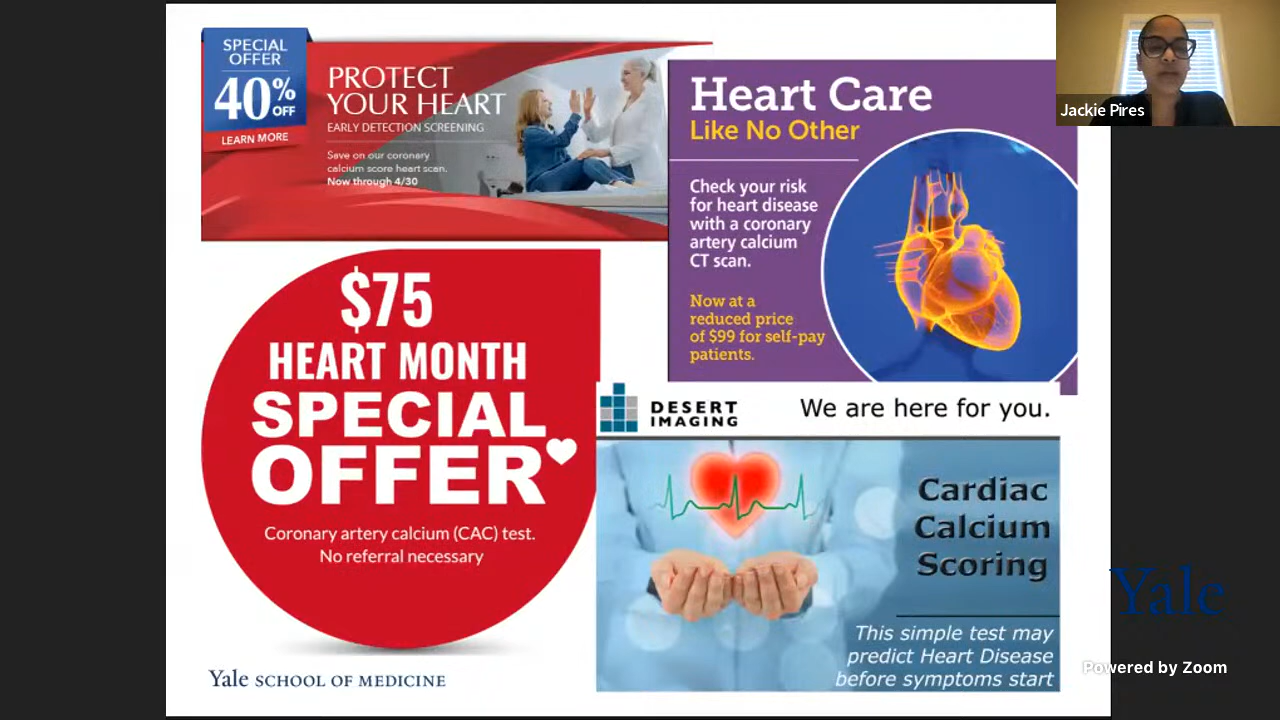 SPECIAL
OFFER
40%
OFF
LEARN MORE
PROTECT
YOUR HEART
EARLY DETECTION SCREENING
Save on our coronary
calcium score heart scan.
Now through 4/30
Heart Care
Like No Other
Check your risk
for heart disease
with a coronary
artery calcium
CT scan.
Now at a
reduced price
of $99 for self-pay
patients.
Jackie Pires
$75
HEART MONTH
SPECIAL
OFFER
Coronary artery calcium (CAC) test.
No referral necessary
DESERT
IMAGING
We are here for you.
Cardiac
Calcium
Scoring
This simple test may
predict Heart Disease
before symptoms start
Yale SCHOOL OF MEDICINE
Yale
Powered by Zoom